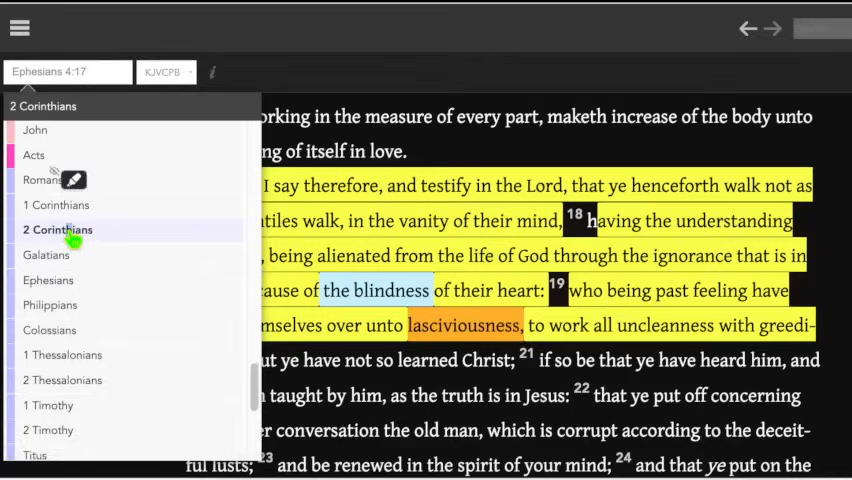 Ephesians 4:17
KJVCPB
i
2 Corinthians
John
Acts
Romans
1 Corinthians
2 Corinthians
Galatians
Ephesians
Philippians
Colossians
1 Thessalonians
2 Thessalonians
1 Timothy
2 Timothy
Titus
orking in the measure of every part, maketh increase of the body unto
ng of itself in love.
I say therefore, and testify in the Lord, that ye henceforth walk not as
tiles walk, in the vanity of their mind, 18 having the understanding
, being alienated from the life of God through the ignorance that is in
cause of the blindness of their heart: 19 who being past feeling have
mselves over unto lasciviousness, to work all uncleanness with greedi-
ut ye have not so learned Christ; 21 if so be that ye have heard him, and
n taught by him, as the truth is in Jesus: 22 that ye put off concerning
er conversation the old man, which is corrupt according to the deceit-
ful lusts; 23 and be renewed in the spirit of your mind; 24 and that ye put on the